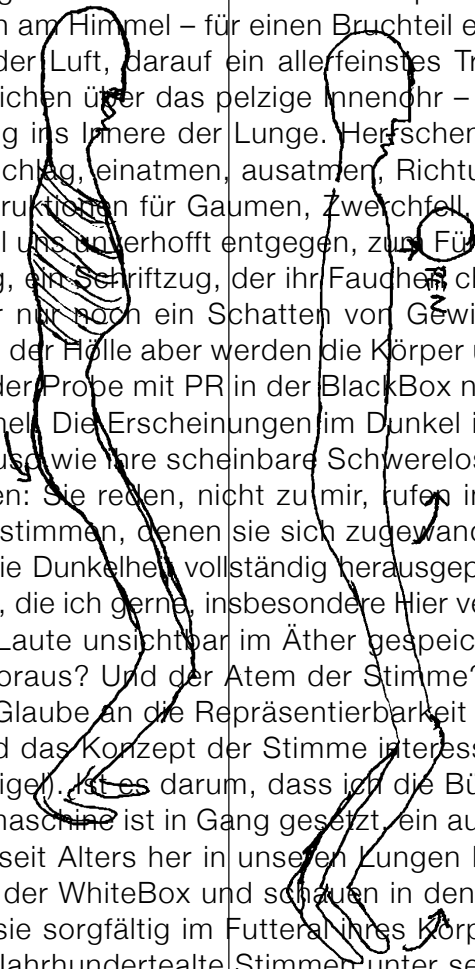 n am Himmel – für einen Bruchteil e
der Luft, darauf ein allerfeinstes Tr
eichen über das pelzige Innenohr –
g ins Innere der Lunge. Herrschen
chlag, einatmen, ausatmen, Richtu
ruktionen für Gaumen, Zwerchfell,
l uns unverhofft entgegen, zum Fü
g, ein Schriftzug, der ihr Fauchen ch
r nur noch ein Schatten von Gewi
der Hölle aber werden die Körper
der Probe mit PR in der BlackBox n
nel. Die Erscheinungen im Dunkel i
uso wie ihre scheinbare Schwerelos
en: Sie reden, nicht zu mir, rufen in
stimmen, denen sie sich zugewand
ie Dunkelheit vollständig herausgep
, die ich gerne, insbesondere Hier ve
Laute unsichtbar im Äther gespeic
oraus? Und der Atem der Stimme?
Glaube an die Repräsentierbarkeit
d das Konzept der Stimme interess
igel). Ist es darum, dass ich die Bü
maschine ist in Gang gesetzt, ein au
seit Alters her in unseren Lungen
der WhiteBox und schauen in den
sie sorgfältig im Futteral ihres Körp
Jahrhundertealte Stimmen unter se